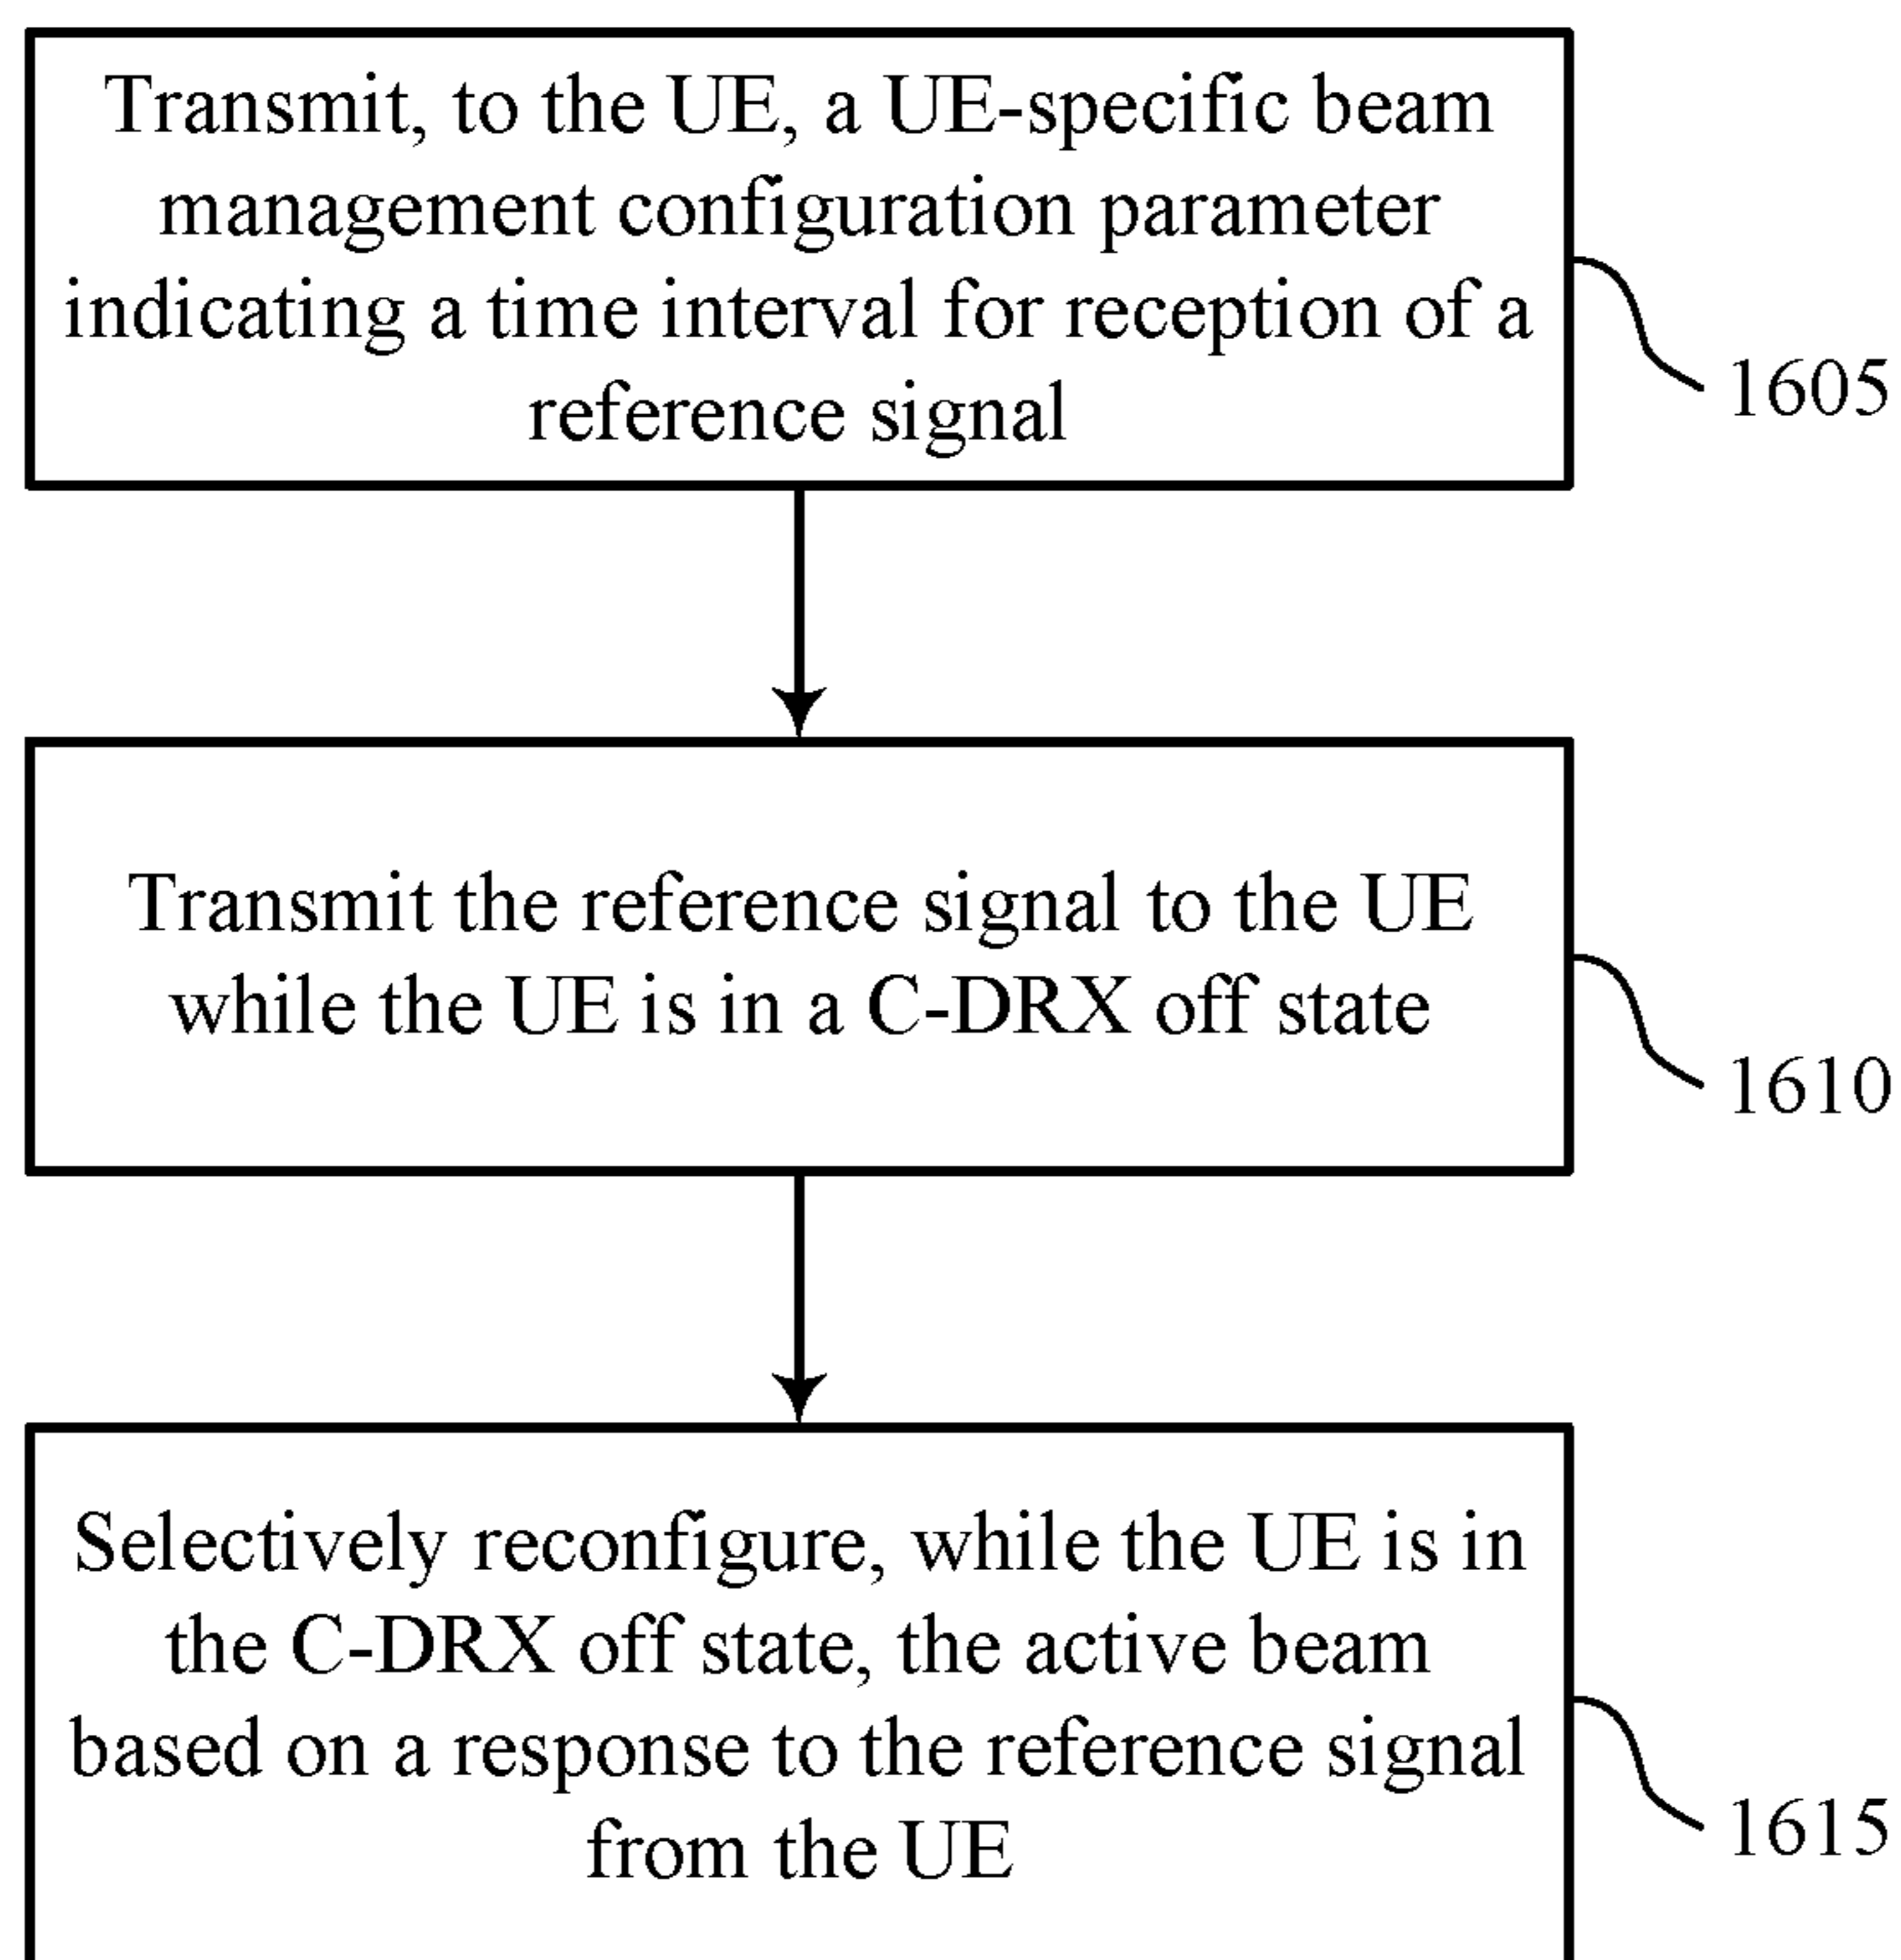 Transmit, to the UE, a UE-specific beam
management configuration parameter
indicating a time interval for reception of a
reference signal
1605
Transmit the reference signal to the UE
while the UE is in a C-DRX off state
1610
Selectively reconfigure, while the UE is in
the C-DRX off state, the active beam
based on a response to the reference signal
from the UE
1615